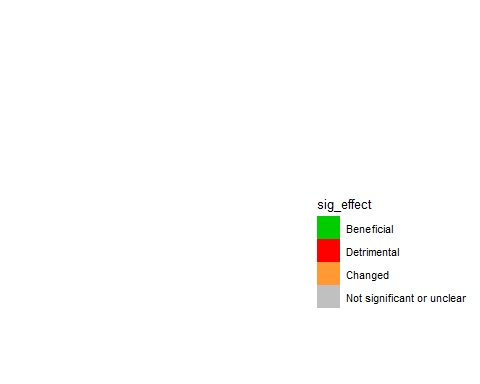 sig_effect
Beneficial
Detrimental
Changed
Not significant or unclear